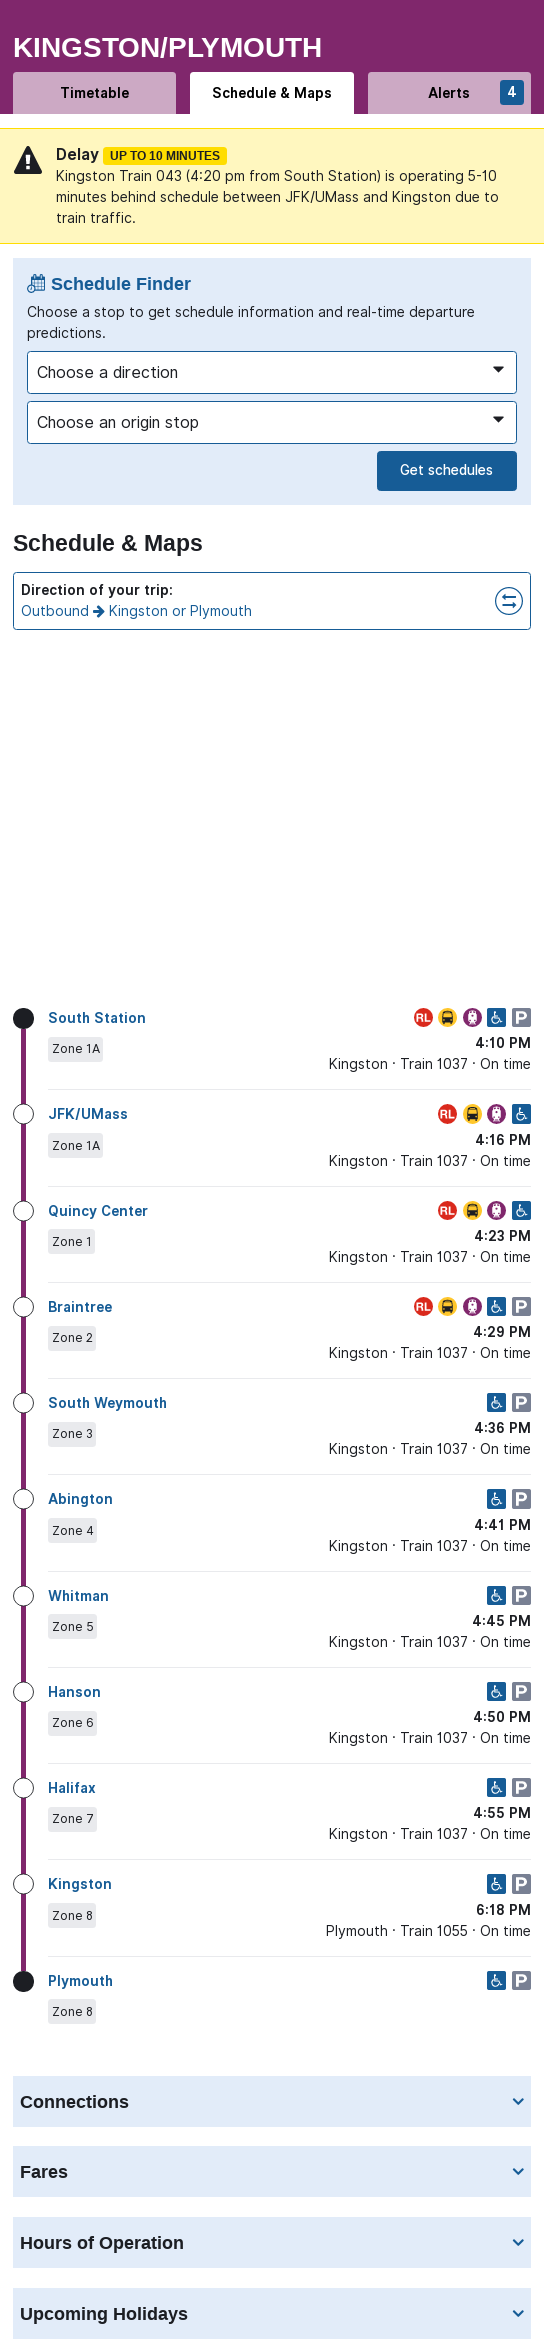 KINGSTON/PLYMOUTH
Timetable
Schedule & Maps
Alerts
4
Delay UP TO 10 MINUTES
Kingston Train 043 (4:20 pm from South Station) is operating 5-10
minutes behind schedule between JFK/UMass and Kingston due to
train traffic.
Schedule Finder
Choose a stop to get schedule information and real-time departure
predictions.
Choose a direction
Choose an origin stop
Get schedules
Schedule & Maps
Direction of your trip:
Outbound → Kingston or Plymouth
South Station
RL
P
Zone 1A
4:10 PM
Kingston · Train 1037 · On time
JFK/UMass
RL
Zone 1A
4:16 PM
Kingston · Train 1037 · On time
Quincy Center
RL
Zone 1
4:23 PM
Kingston · Train 1037 · On time
Braintree
RL
P
Zone 2
4:29 PM
Kingston · Train 1037 · On time
South Weymouth
P
Zone 3
4:36 PM
Kingston · Train 1037 · On time
Abington
P
Zone 4
4:41 PM
Kingston · Train 1037 · On time
Whitman
P
Zone 5
4:45 PM
Kingston · Train 1037 · On time
Hanson
P
Zone 6
4:50 PM
Kingston · Train 1037 · On time
Halifax
P
Zone 7
4:55 PM
Kingston · Train 1037 · On time
Kingston
P
Zone 8
6:18 PM
Plymouth · Train 1055 · On time
Plymouth
P
Zone 8
Connections
Fares
Hours of Operation
Upcoming Holidays